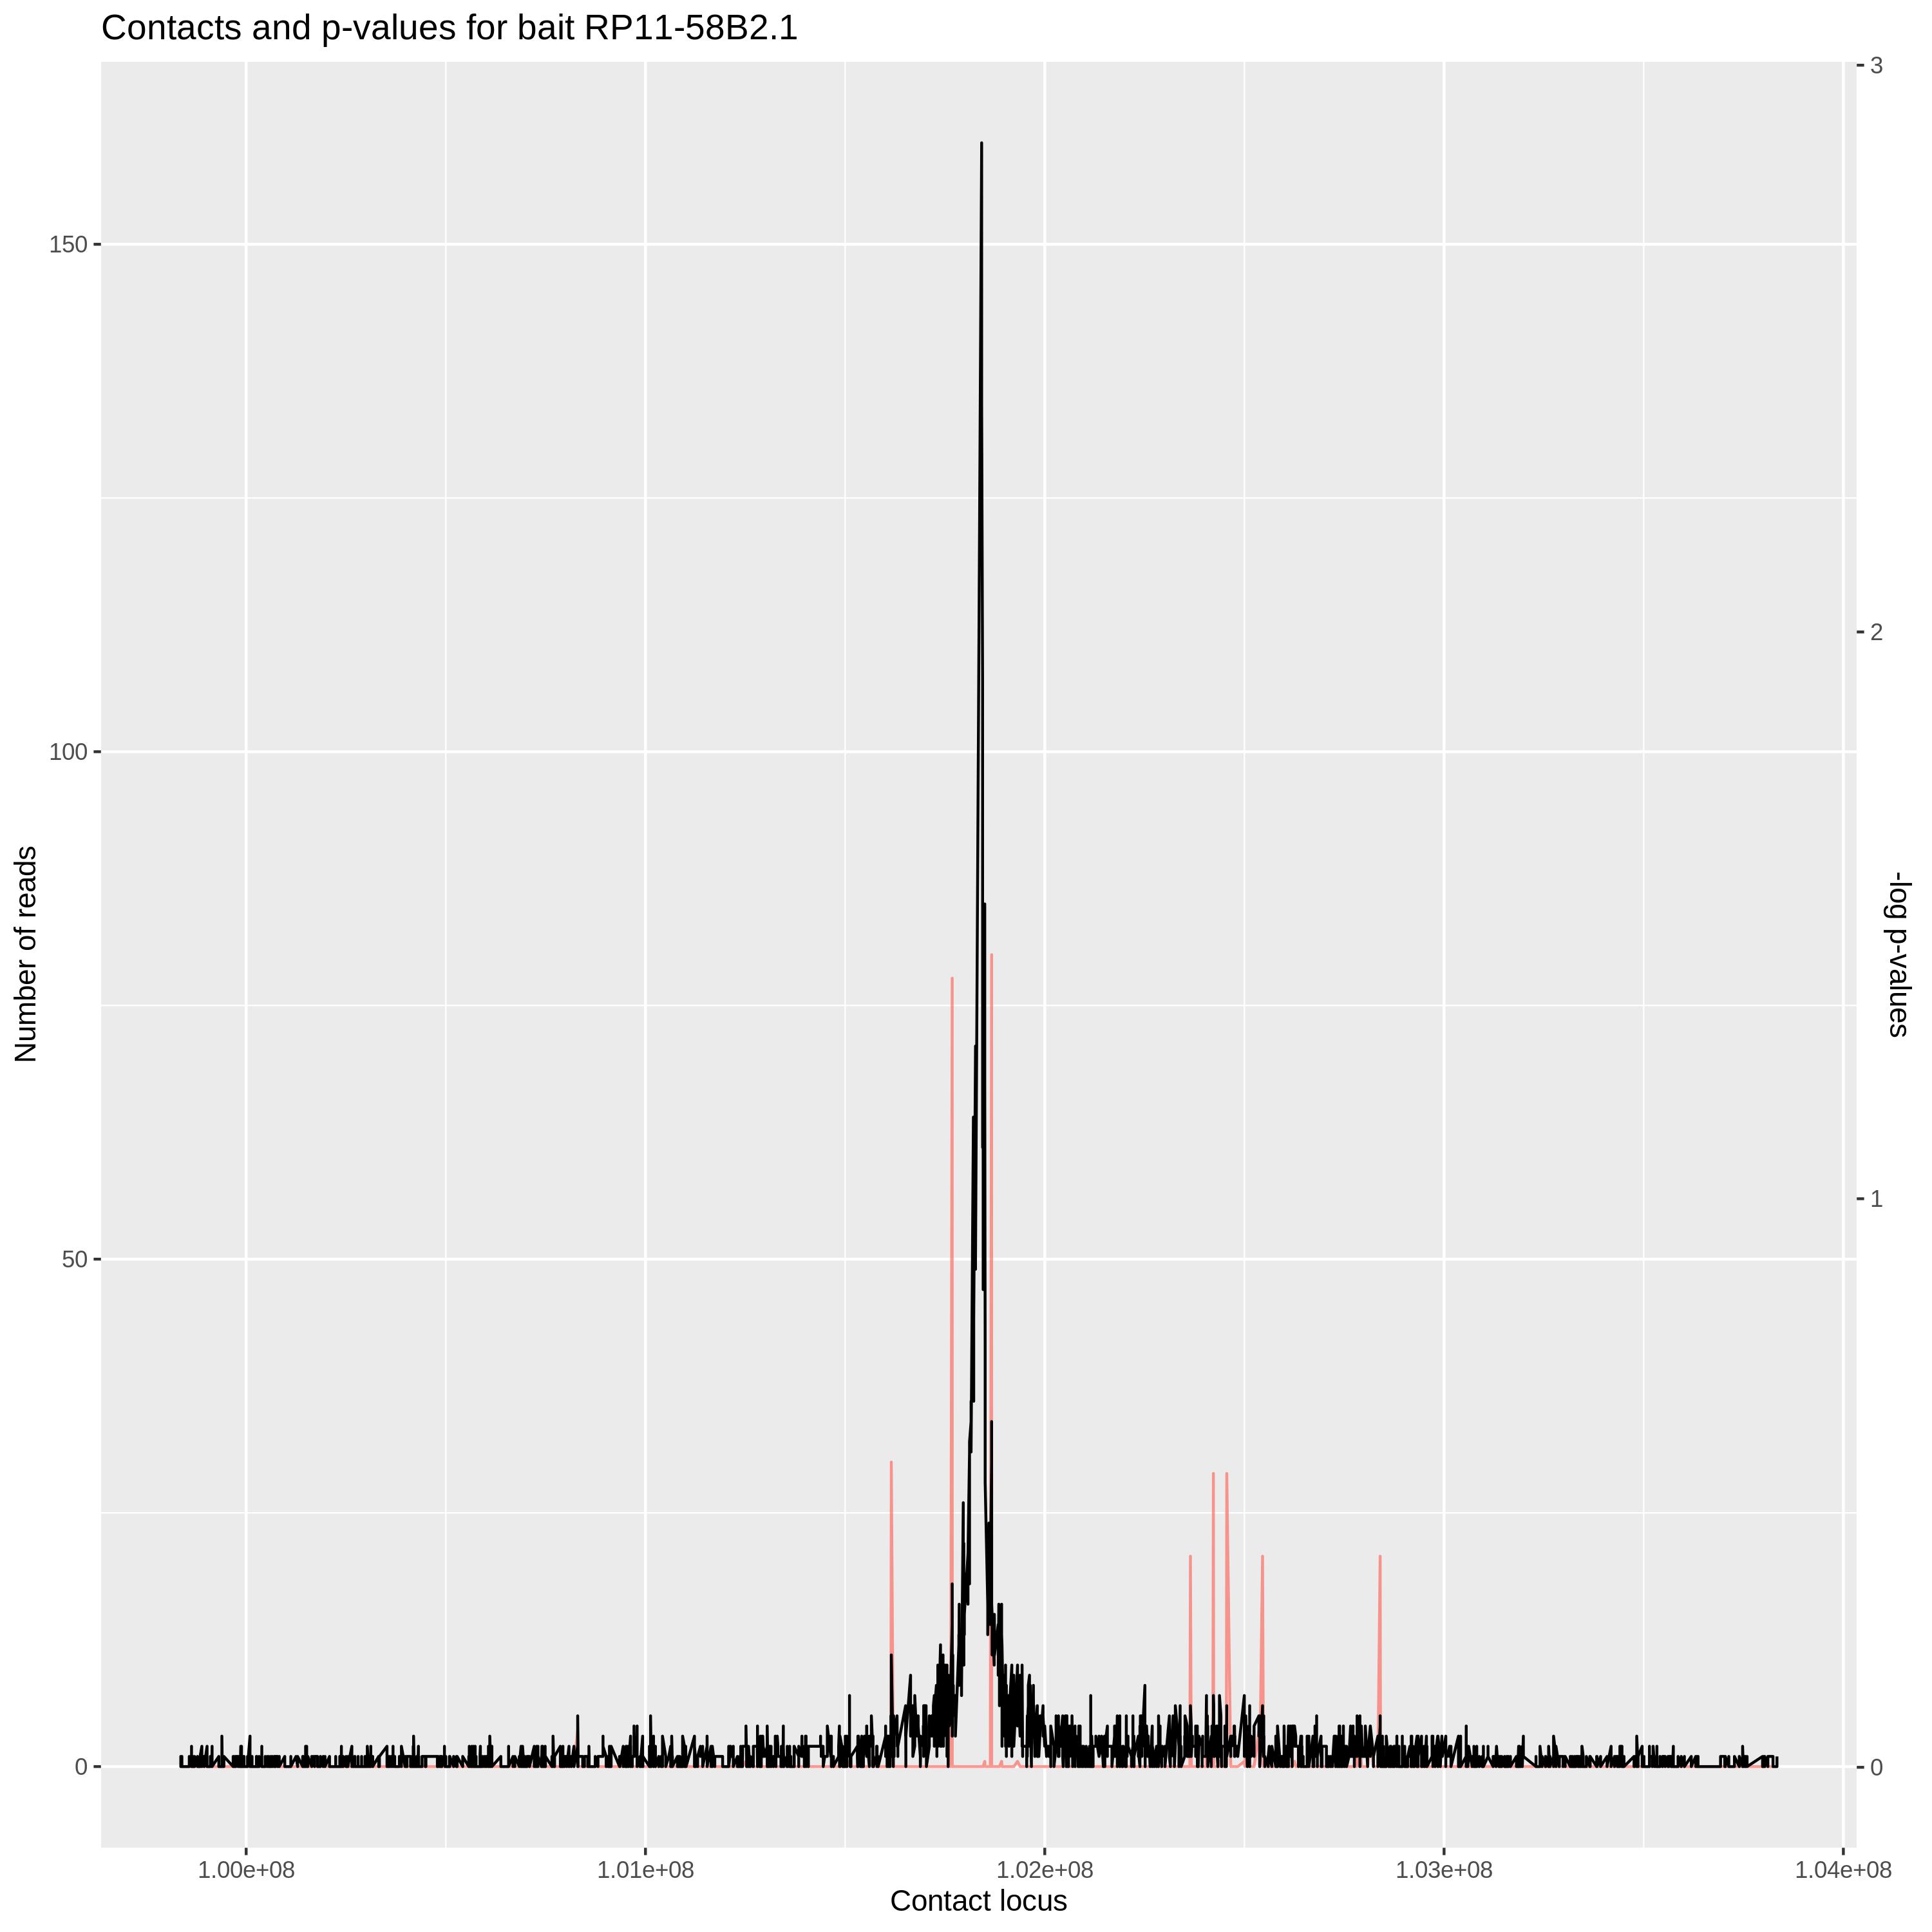 Contacts and p-values for bait RP11-58B2.1
Number of reads
150
100
50
0
3
2
1
0
-log p-values
1.00e+08
1.01e+08
1.02e+08
1.03e+08
1.04e+08
Contact locus